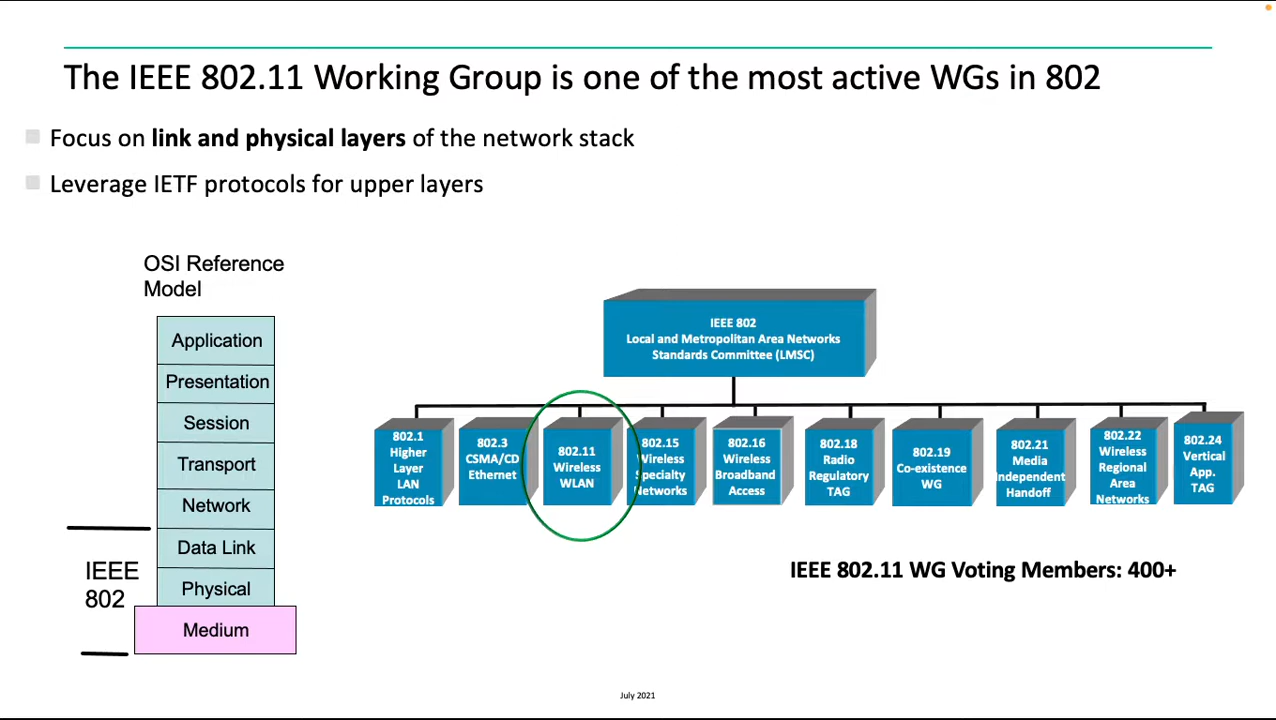 The IEEE 802.11 Working Group is one of the most active WGs in 802
Focus on link and physical layers of the network stack
Leverage IETF protocols for upper layers
OSI Reference
Model
Application
Presentation
Session
Transport
Network
Data Link
Physical
Medium
IEEE
802
IEEE 802
Local and Metropolitan Area Networks
Standards Committee (LMSC)
802.1
Higher
Layer
LAN
Protocols
802.3
CSMA/CD
Ethernet
802.11
Wireless
WLAN
802.15
Wireless
Specialty
Networks
802.16
Wireless
Broadband
Access
802.18
Radio
Regulatory
TAG
802.19
Co-existence
WG
802.21
Media
Independent
Handoff
802.22
Wireless
Regional
Area
Networks
802.24
Vertical
App.
TAG
IEEE 802.11 WG Voting Members: 400+
July 2021